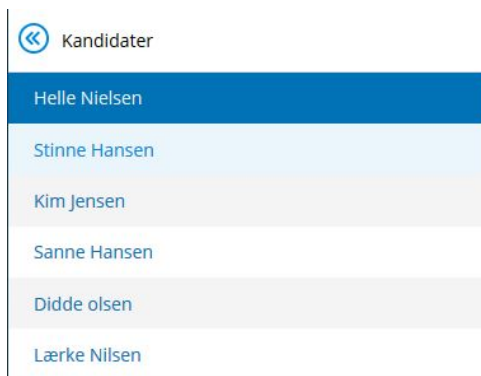 Kandidater
Helle Nielsen
Stinne Hansen
Kim Jensen
Sanne Hansen
Didde olsen
Lærke Nilsen